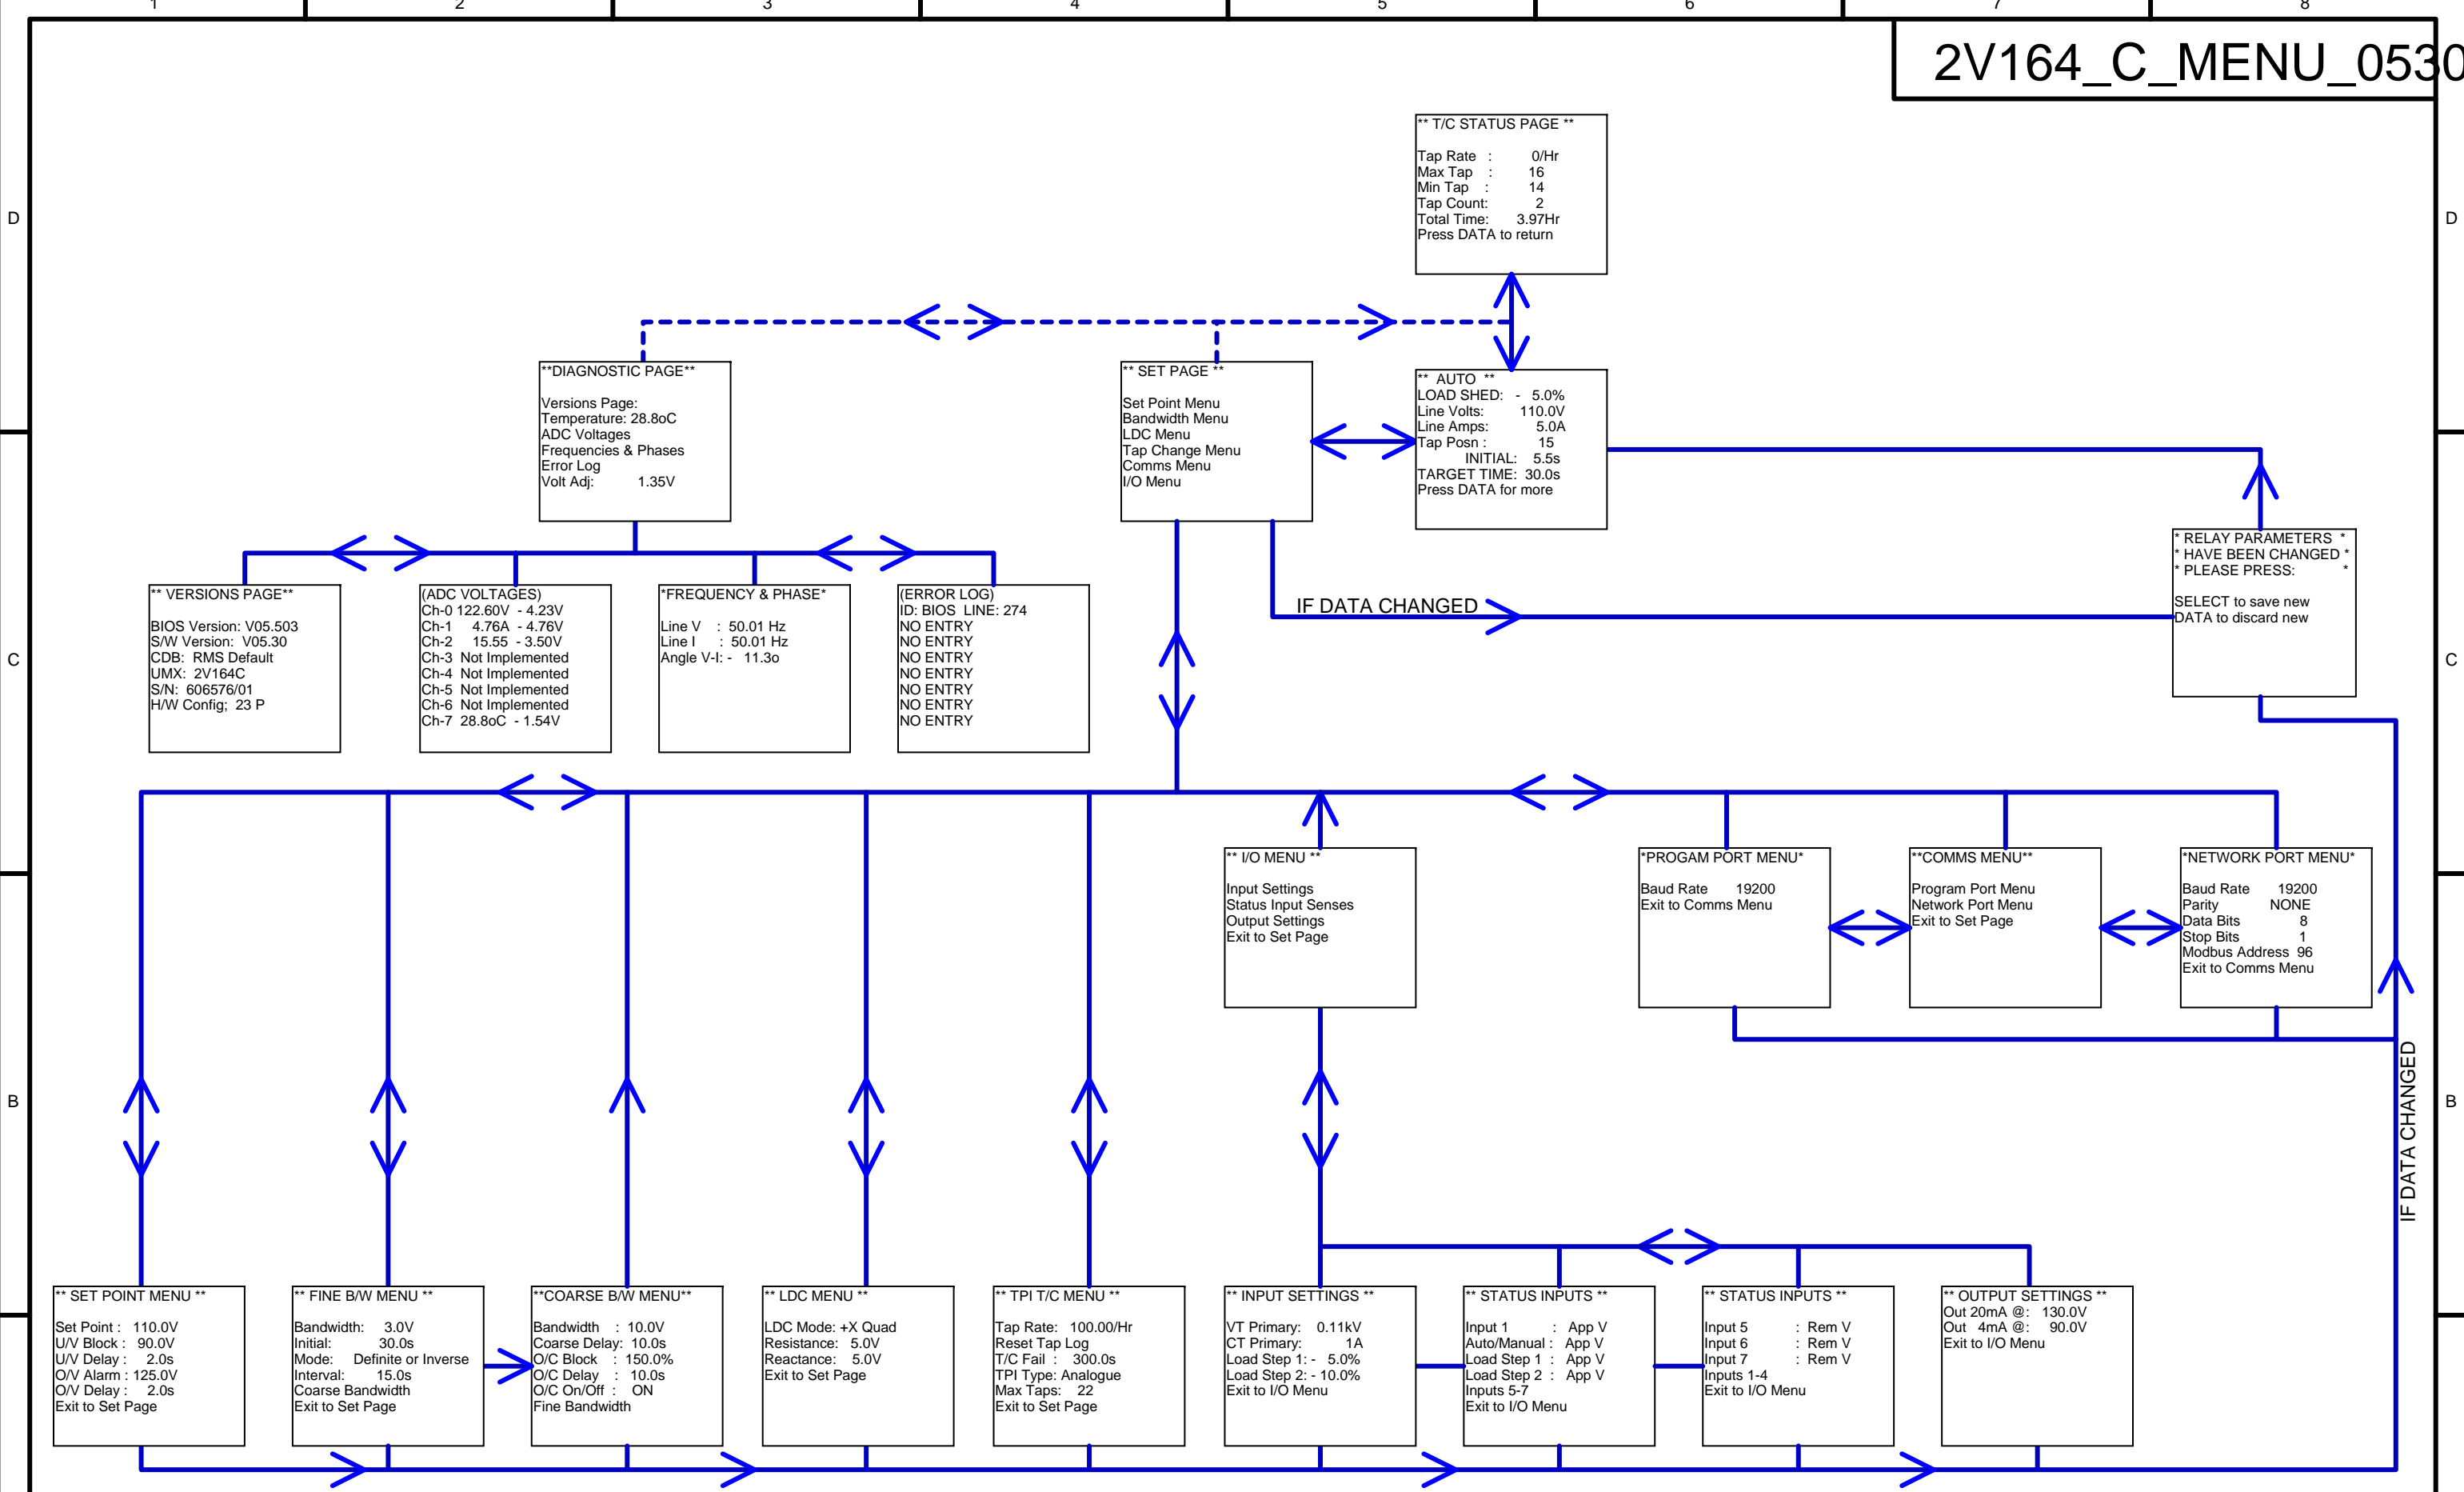 1 2 3 4 5 6 7 8
2V164_C_MENU_0530
** T/C STATUS PAGE **
Tap Rate : 0/Hr
Max Tap : 16
Min Tap : 14
Tap Count: 2
Total Time: 3.97Hr
Press DATA to return
D D
**DIAGNOSTIC PAGE**
Versions Page:
Temperature: 28.8oC
ADC Voltages
Frequencies & Phases
Error Log
Volt Adj: 1.35V
** SET PAGE **
Set Point Menu
Bandwidth Menu
LDC Menu
Tap Change Menu
Comms Menu
I/O Menu
** AUTO **
LOAD SHED: - 5.0%
Line Volts: 110.0V
Line Amps: 5.0A
Tap Posn : 15
INITIAL: 5.5s
TARGET TIME: 30.0s
Press DATA for more
* RELAY PARAMETERS *
* HAVE BEEN CHANGED *
* PLEASE PRESS: *
SELECT to save new
DATA to discard new
IF DATA CHANGED
** VERSIONS PAGE**
BIOS Version: V05.503
S/W Version: V05.30
CDB: RMS Default
UMX: 2V164C
S/N: 606576/01
H/W Config; 23 P
(ADC VOLTAGES)
Ch-0 122.60V - 4.23V
Ch-1 4.76A - 4.76V
Ch-2 15.55 - 3.50V
Ch-3 Not Implemented
Ch-4 Not Implemented
Ch-5 Not Implemented
Ch-6 Not Implemented
Ch-7 28.8oC - 1.54V
*FREQUENCY & PHASE*
Line V : 50.01 Hz
Line I : 50.01 Hz
Angle V-I: - 11.3o
(ERROR LOG)
ID: BIOS LINE: 274
NO ENTRY
NO ENTRY
NO ENTRY
NO ENTRY
NO ENTRY
NO ENTRY
NO ENTRY
C C
** I/O MENU **
Input Settings
Status Input Senses
Output Settings
Exit to Set Page
*PROGAM PORT MENU*
Baud Rate 19200
Exit to Comms Menu
**COMMS MENU**
Program Port Menu
Network Port Menu
Exit to Set Page
*NETWORK PORT MENU*
Baud Rate 19200
Parity NONE
Data Bits 8
Stop Bits 1
Modbus Address 96
Exit to Comms Menu
IF DATA CHANGED
B B
** SET POINT MENU **
Set Point : 110.0V
U/V Block : 90.0V
U/V Delay : 2.0s
O/V Alarm : 125.0V
O/V Delay : 2.0s
Exit to Set Page
** FINE B/W MENU **
Bandwidth: 3.0V
Initial: 30.0s
Mode: Definite or Inverse
Interval: 15.0s
Coarse Bandwidth
Exit to Set Page
**COARSE B/W MENU**
Bandwidth : 10.0V
Coarse Delay: 10.0s
O/C Block : 150.0%
O/C Delay : 10.0s
O/C On/Off : ON
Fine Bandwidth
** LDC MENU **
LDC Mode: +X Quad
Resistance: 5.0V
Reactance: 5.0V
Exit to Set Page
** TPI T/C MENU **
Tap Rate: 100.00/Hr
Reset Tap Log
T/C Fail : 300.0s
TPI Type: Analogue
Max Taps: 22
Exit to Set Page
** INPUT SETTINGS **
VT Primary: 0.11kV
CT Primary: 1A
Load Step 1: - 5.0%
Load Step 2: - 10.0%
Exit to I/O Menu
** STATUS INPUTS **
Input 1 : App V
Auto/Manual : App V
Load Step 1 : App V
Load Step 2 : App V
Inputs 5-7
Exit to I/O Menu
** STATUS INPUTS **
Input 5 : Rem V
Input 6 : Rem V
Input 7 : Rem V
Inputs 1-4
Exit to I/O Menu
** OUTPUT SETTINGS **
Out 20mA @: 130.0V
Out 4mA @: 90.0V
Exit to I/O Menu